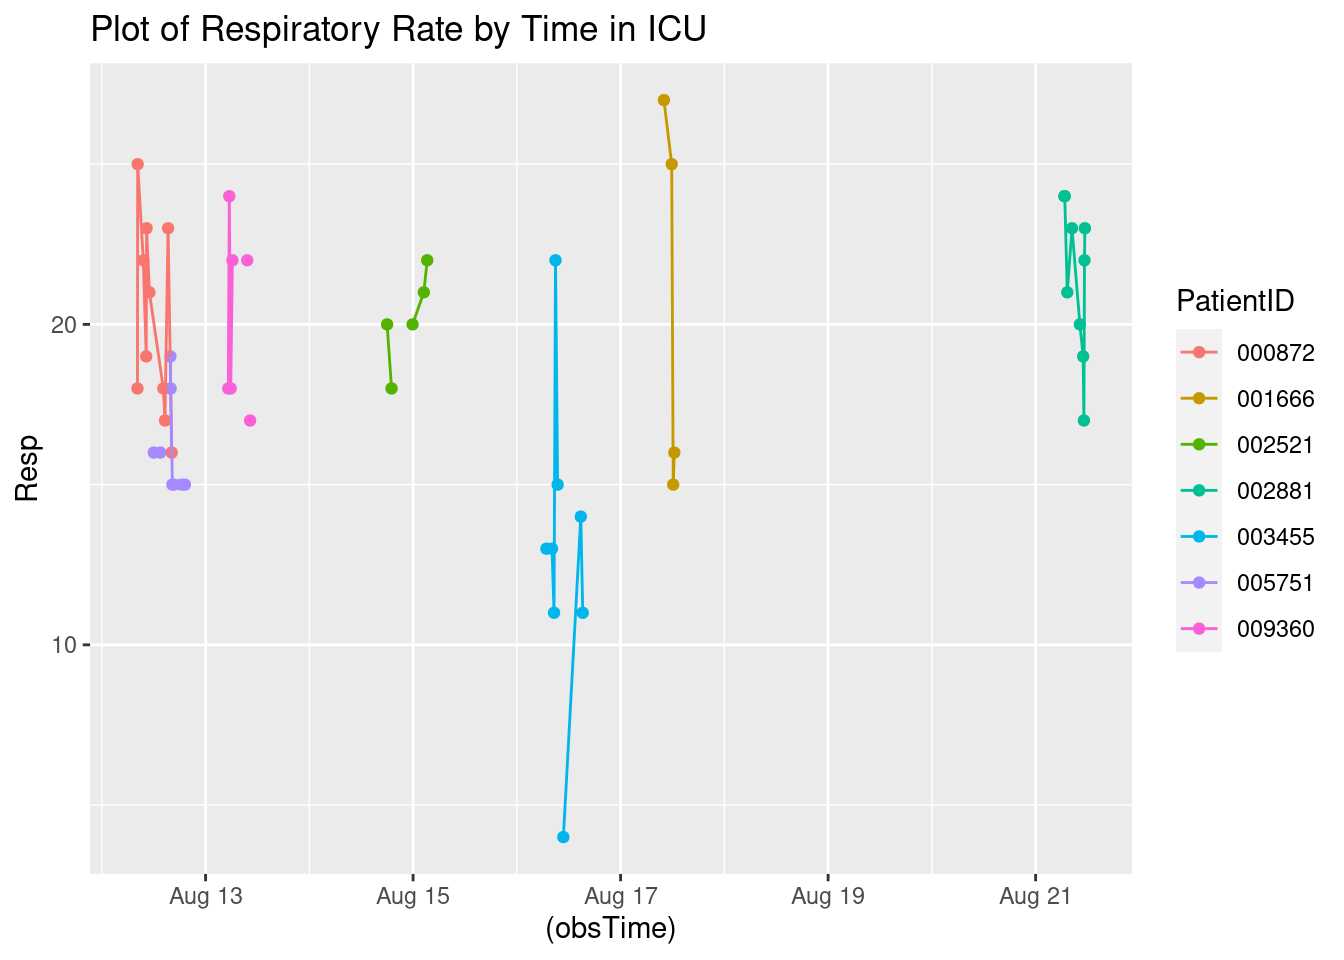 Plot of Respiratory Rate by Time in ICU
Resp
20
10
Aug 13
Aug 15
Aug 17
Aug 19
Aug 21
(obsTime)
PatientID
000872
001666
002521
002881
003455
005751
009360